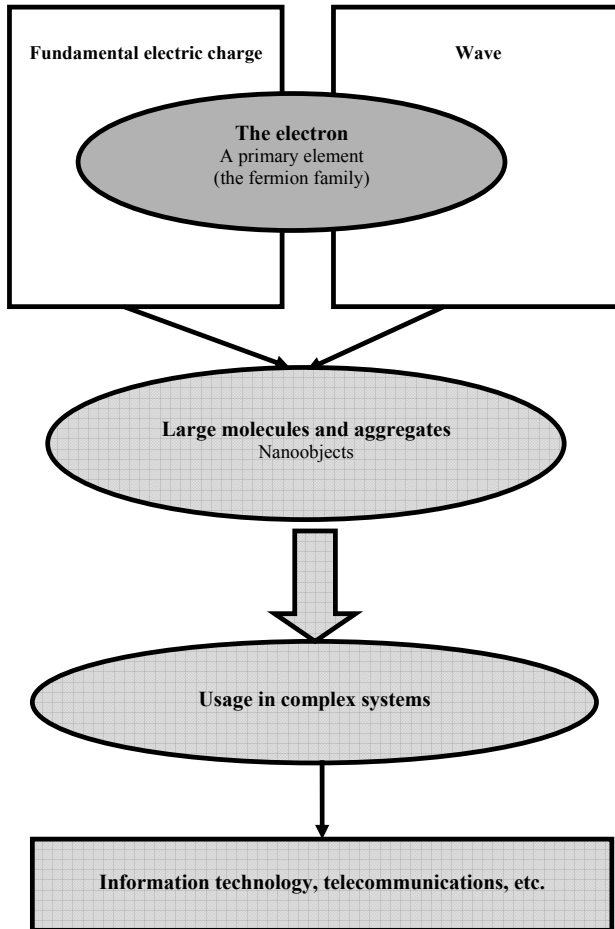 Fundamental electric charge
Wave
The electron
A primary element
(the fermion family)
Large molecules and aggregates
Nanoobjects
Usage in complex systems
Information technology, telecommunications, etc.